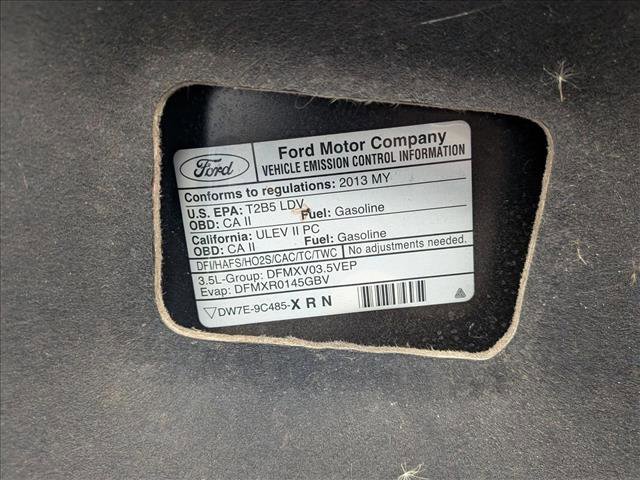 Ford
Ford Motor Company
VEHICLE EMISSION CONTROL INFORMATION
Conforms to regulations: 2013 MY
U.S. EPA: T2B5 LDV Fuel: Gasoline
OBD: CA II
California: ULEV II PC Fuel: Gasoline
OBD: CA II
DFI/HAFS/HO2S/CAC/TC/TWC No adjustments needed.
3.5L-Group: DFMXV03.5VEP
Evap: DFMXR0145GBV
DW7E-9C485-X R N